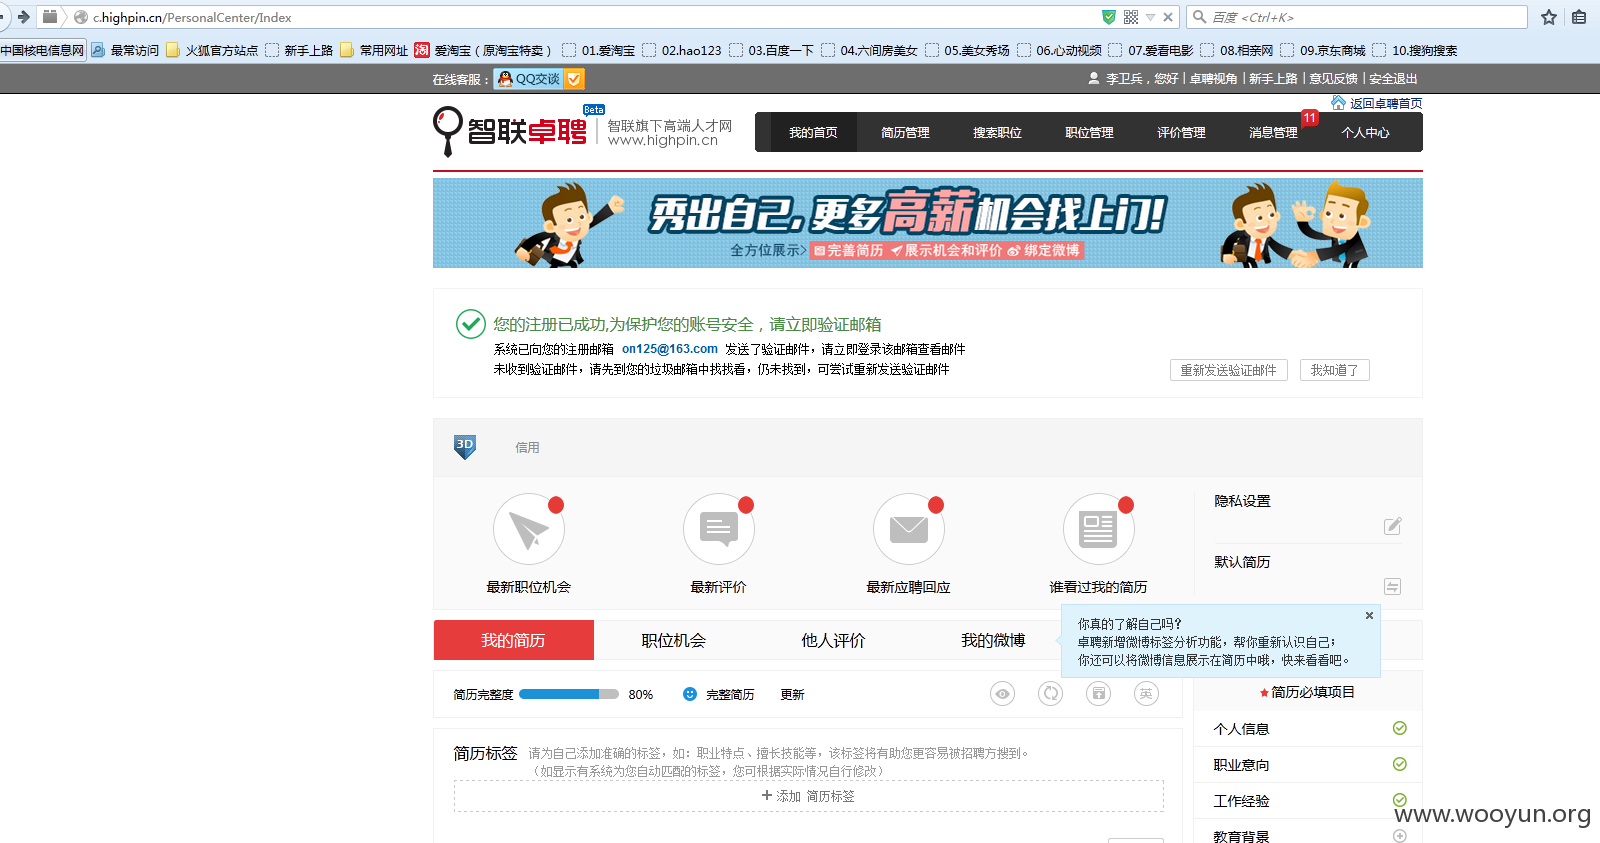 c.highpin.cn/PersonalCenter/Index
百度 <Ctrl+K>
中国核电信息网 最常访问 火狐官方站点 新手上路 常用网址 淘 爱淘宝（原淘宝特卖） 01.爱淘宝 02.hao123 03.百度一下 04.六间房美女 05.美女秀场 06.心动视频 07.爱看电影 08.相亲网 09.京东商城 10.搜狗搜索
在线客服： QQ交谈 李卫兵，您好 | 卓聘视角 | 新手上路 | 意见反馈 | 安全退出
返回卓聘首页
智联卓聘 Beta 智联旗下高端人才网
www.highpin.cn
我的首页 简历管理 搜索职位 职位管理 评价管理 消息管理 11 个人中心
秀出自己,更多高薪机会找上门!
全方位展示> 完善简历 展示机会和评价 绑定微博
您的注册已成功,为保护您的账号安全，请立即验证邮箱
系统已向您的注册邮箱 on125@163.com 发送了验证邮件，请立即登录该邮箱查看邮件
未收到验证邮件，请先到您的垃圾邮箱中找找看，仍未找到，可尝试重新发送验证邮件
重新发送验证邮件 我知道了
3D 信用
最新职位机会 最新评价 最新应聘回应 谁看过我的简历
隐私设置
默认简历
我的简历 职位机会 他人评价 我的微博
你真的了解自己吗？
卓聘新增微博标签分析功能，帮你重新认识自己；
你还可以将微博信息展示在简历中哦，快来看看吧。
简历完整度 80% 完整简历 更新 英
★简历必填项目
个人信息
职业意向
工作经验
教育背景
简历标签 请为自己添加准确的标签，如：职业特点、擅长技能等，该标签将有助您更容易被招聘方搜到。
（如显示有系统为您自动匹配的标签，您可根据实际情况自行修改）
+ 添加 简历标签
www.wooyun.org